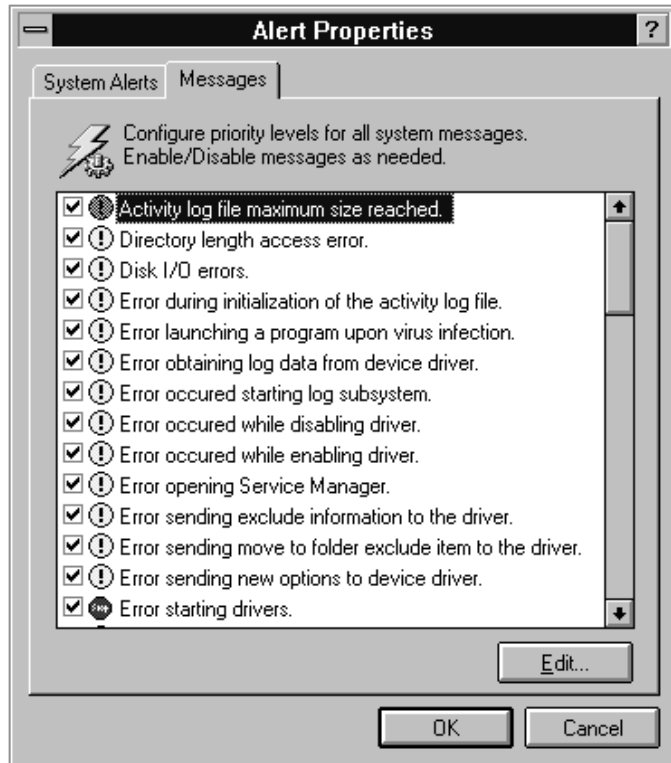 Alert Properties
?
System Alerts
Messages
Configure priority levels for all system messages.
Enable/Disable messages as needed.
Activity log file maximum size reached.
Directory length access error.
Disk I/O errors.
Error during initialization of the activity log file.
Error launching a program upon virus infection.
Error obtaining log data from device driver.
Error occured starting log subsystem.
Error occured while disabling driver.
Error occured while enabling driver.
Error opening Service Manager.
Error sending exclude information to the driver.
Error sending move to folder exclude item to the driver.
Error sending new options to device driver.
Error starting drivers.
Edit...
OK
Cancel